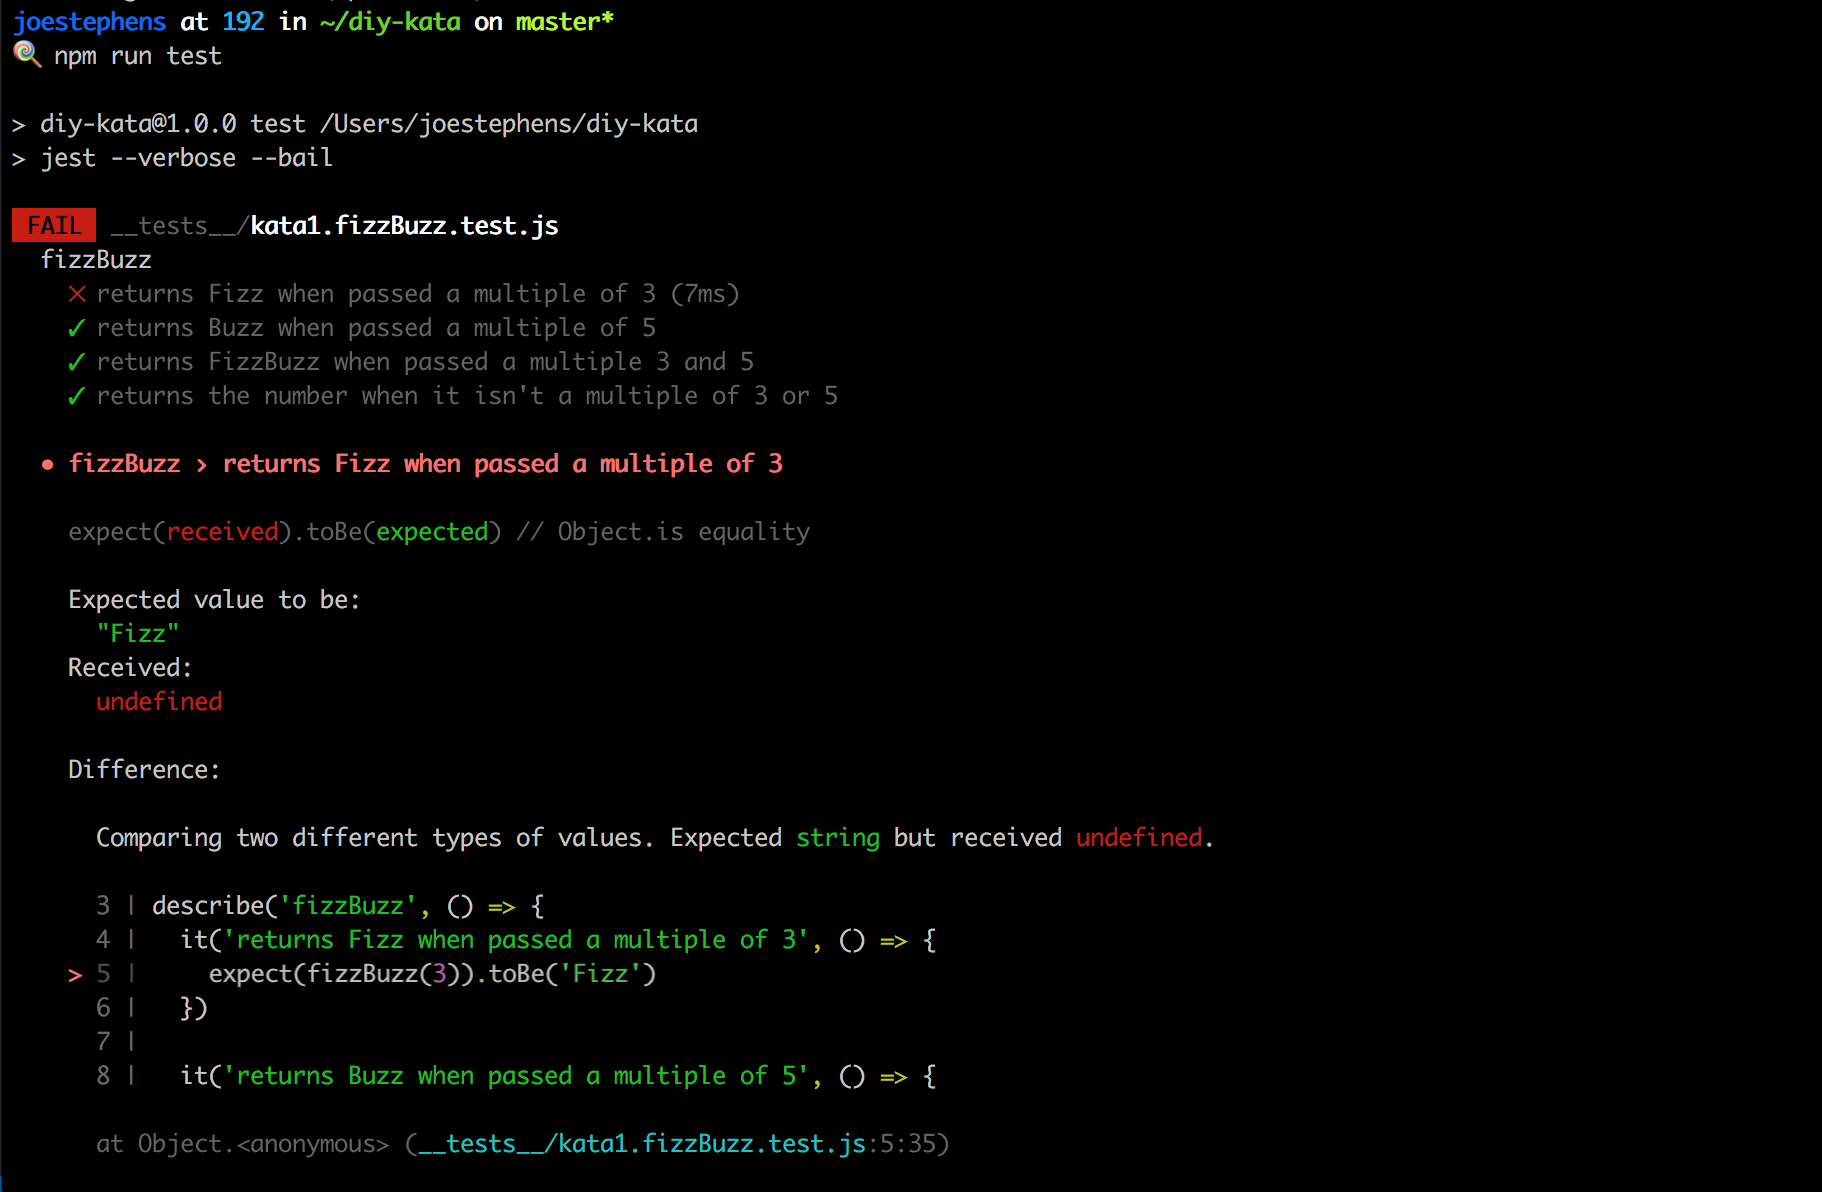 joestephens at 192 in ~/diy-kata on master*
npm run test
> diy-kata@1.0.0 test /Users/joestephens/diy-kata
> jest --verbose --bail
FAIL __tests__/kata1.fizzBuzz.test.js
fizzBuzz
✕ returns Fizz when passed a multiple of 3 (7ms)
✓ returns Buzz when passed a multiple of 5
✓ returns FizzBuzz when passed a multiple 3 and 5
✓ returns the number when it isn't a multiple of 3 or 5
● fizzBuzz › returns Fizz when passed a multiple of 3
expect(received).toBe(expected) // Object.is equality
Expected value to be:
"Fizz"
Received:
undefined
Difference:
Comparing two different types of values. Expected string but received undefined.
3 | describe('fizzBuzz', () => {
4 | it('returns Fizz when passed a multiple of 3', () => {
> 5 | expect(fizzBuzz(3)).toBe('Fizz')
6 | })
7 |
8 | it('returns Buzz when passed a multiple of 5', () => {
at Object.<anonymous> (__tests__/kata1.fizzBuzz.test.js:5:35)